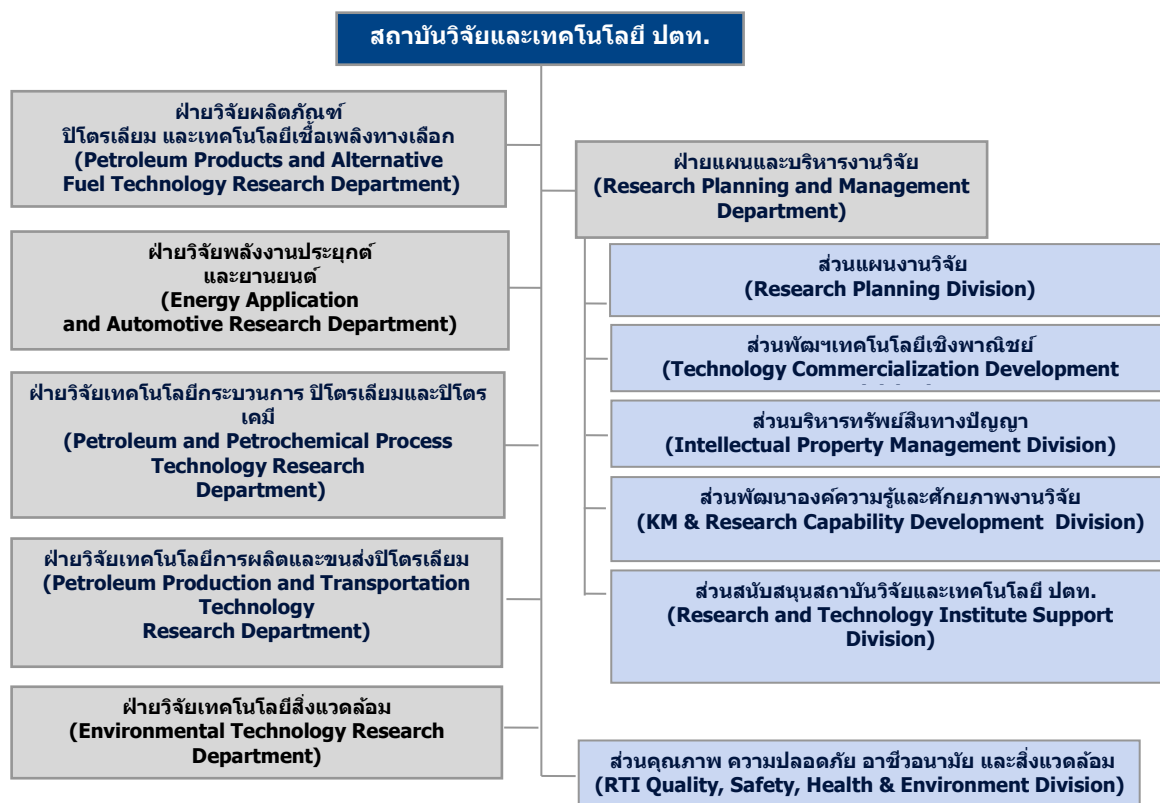 สถาบันวิจัยและเทคโนโลยี ปตท.
ฝ่ายวิจัยผลิตภัณฑ์
ปิโตรเลียม และเทคโนโลยีเชื้อเพลิงทางเลือก
(Petroleum Products and Alternative
Fuel Technology Research Department)
ฝ่ายวิจัยพลังงานประยุกต์
และยานยนต์
(Energy Application
and Automotive Research Department)
ฝ่ายวิจัยเทคโนโลยีกระบวนการ ปิโตรเลียมและปิโตร
เคมี
(Petroleum and Petrochemical Process
Technology Research
Department)
ฝ่ายวิจัยเทคโนโลยีการผลิตและขนส่งปิโตรเลียม
(Petroleum Production and Transportation
Technology
Research Department)
ฝ่ายวิจัยเทคโนโลยีสิ่งแวดล้อม
(Environmental Technology Research
Department)
ฝ่ายแผนและบริหารงานวิจัย
(Research Planning and Management
Department)
ส่วนแผนงานวิจัย
(Research Planning Division)
ส่วนพัฒฯเทคโนโลยีเชิงพาณิชย์
(Technology Commercialization Development
ส่วนบริหารทรัพย์สินทางปัญญา
(Intellectual Property Management Division)
ส่วนพัฒนาองค์ความรู้และศักยภาพงานวิจัย
(KM & Research Capability Development Division)
ส่วนสนับสนุนสถาบันวิจัยและเทคโนโลยี ปตท.
(Research and Technology Institute Support
Division)
ส่วนคุณภาพ ความปลอดภัย อาชีวอนามัย และสิ่งแวดล้อม
(RTI Quality, Safety, Health & Environment Division)